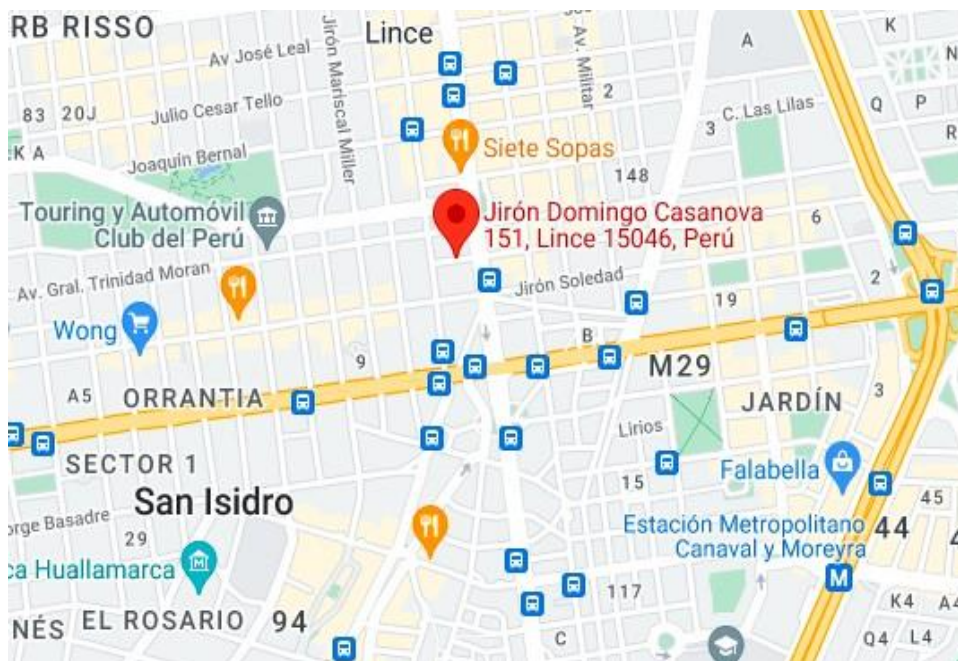 RB RISSO
Lince
Av José Leal
Jirón Mariscal Miller
Av. Militar
A
K
N
83
20J
Julio Cesar Tello
2
C. Las Lilas
Q
P
3
R
K A
Joaquin Bernal
Siete Sopas
148
Touring y Automóvil
Club del Perú
Jirón Domingo Casanova
151, Lince 15046, Perú
6
Av. Gral. Trinidad Moran
Jirón Soledad
2
19
Wong
9
B
M29
A5
ORRANTIA
JARDÍN
3
Lirios
SECTOR 1
15
Falabella
San Isidro
45
orge Basadre
Estación Metropolitano
Canaval y Moreyra
44
4
29
ca Huallamarca
M
117
K4
A4
NÉS
EL ROSARIO
94
C
Q4
L4